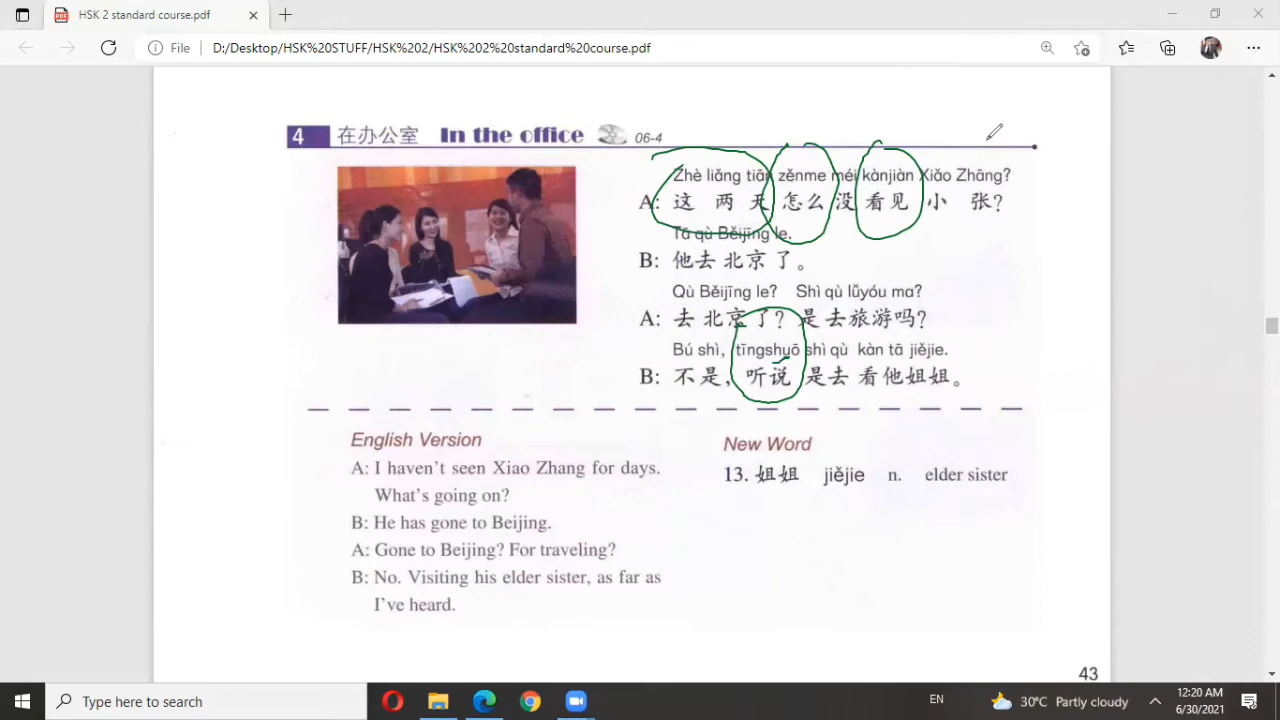 HSK 2 standard course.pdf
File D:/Desktop/HSK%20STUFF/HSK%202/HSK%202%20standard%20course.pdf
4 在办公室 In the office 06-4
Zhè liǎng tiān zěnme méi kànjiàn Xiǎo Zhāng?
A: 这 两 天 怎么 没 看见 小 张?
Tā qù Běijīng le.
B: 他去 北京 了。
Qù Běijīng le? Shì qù lǚyóu ma?
A: 去 北京 了? 是 去旅游吗?
Bú shì, tīngshuō shì qù kàn tā jiějie.
B: 不 是, 听说 是去 看他姐姐。
English Version
A: I haven't seen Xiao Zhang for days.
What's going on?
B: He has gone to Beijing.
A: Gone to Beijing? For traveling?
B: No. Visiting his elder sister, as far as
I've heard.
New Word
13. 姐姐 jiějie n. elder sister
43
Type here to search
EN
30°C Partly cloudy
12:20 AM
6/30/2021